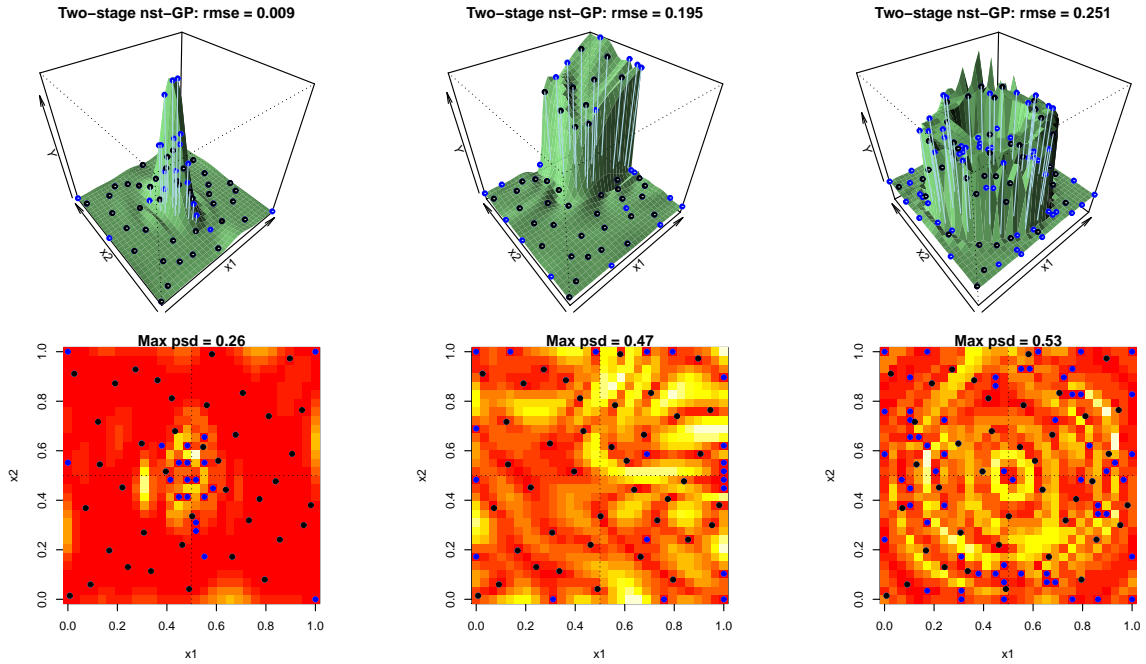 Two−stage nst−GP: rmse = 0.009
Two−stage nst−GP: rmse = 0.195
Two−stage nst−GP: rmse = 0.251
Y
x2
x1
Y
x2
x1
Y
x2
x1
Max psd = 0.26
Max psd = 0.47
Max psd = 0.53
1.0
0.8
0.6
0.4
0.2
0.0
x2
0.0 0.2 0.4 0.6 0.8 1.0
x1
1.0
0.8
0.6
0.4
0.2
0.0
x2
0.0 0.2 0.4 0.6 0.8 1.0
x1
1.0
0.8
0.6
0.4
0.2
0.0
x2
0.0 0.2 0.4 0.6 0.8 1.0
x1